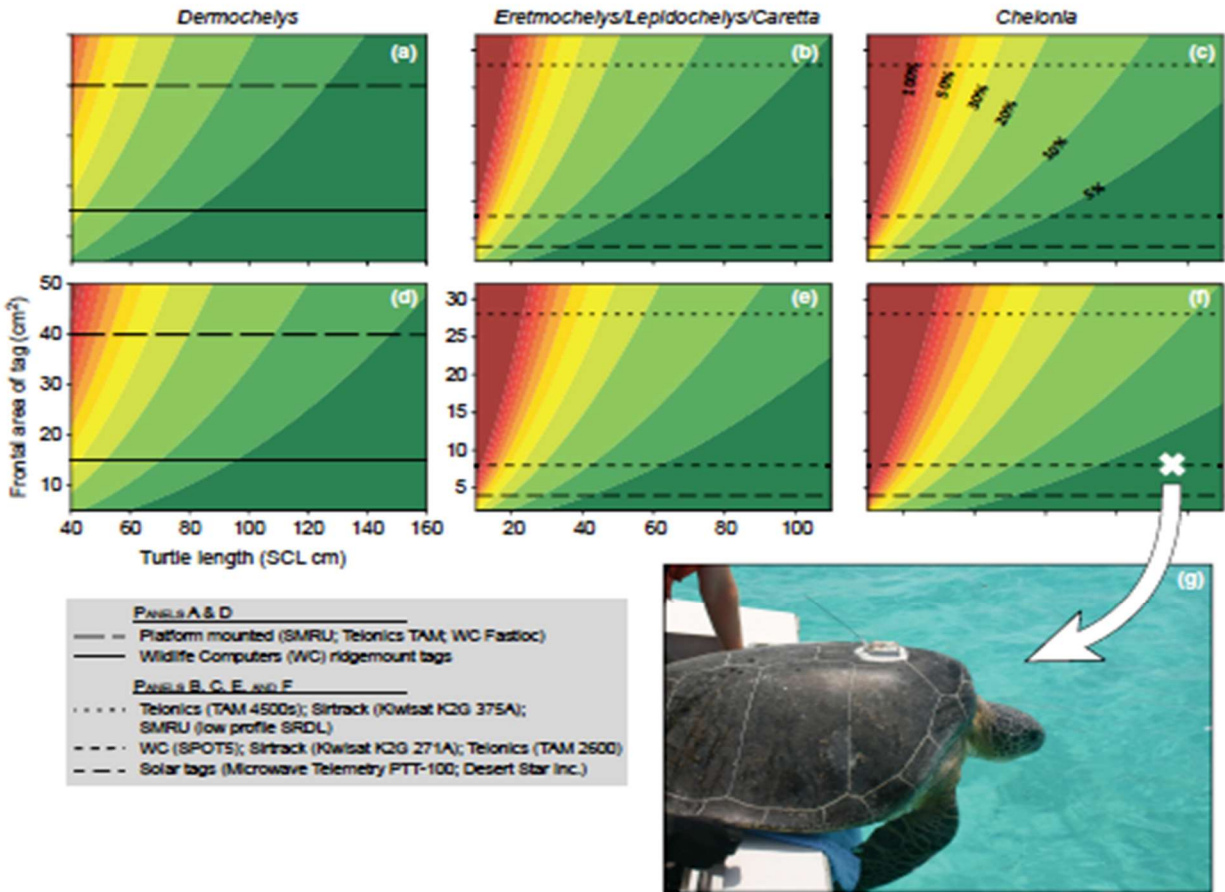 Dermochelys
Eretmochelys/Lepidochelys/Caretta
Chelonia
(a)
(b)
(c)
100%
50%
30%
20%
10%
5%
(d)
(e)
(f)
Frontal area of tag (cm²)
50
40
30
20
10
30
25
20
15
10
5
40 60 80 100 120 140 160
20 40 60 80 100
Turtle length (SCL cm)
(g)
PANELS A & D
Platform mounted (SMRU; Telonics TAM; WC Fastloc)
Wildlife Computers (WC) ridgemount tags
PANELS B, C, E, AND F
Telonics (TAM 4500s); Sirtrack (Kiwisat K2G 375A);
SMRU (low profile SRDL)
WC (SPOT5); Sirtrack (Kiwisat K2G 271A); Telonics (TAM 2600)
Solar tags (Microwave Telemetry PTT-100; Desert Star Inc.)